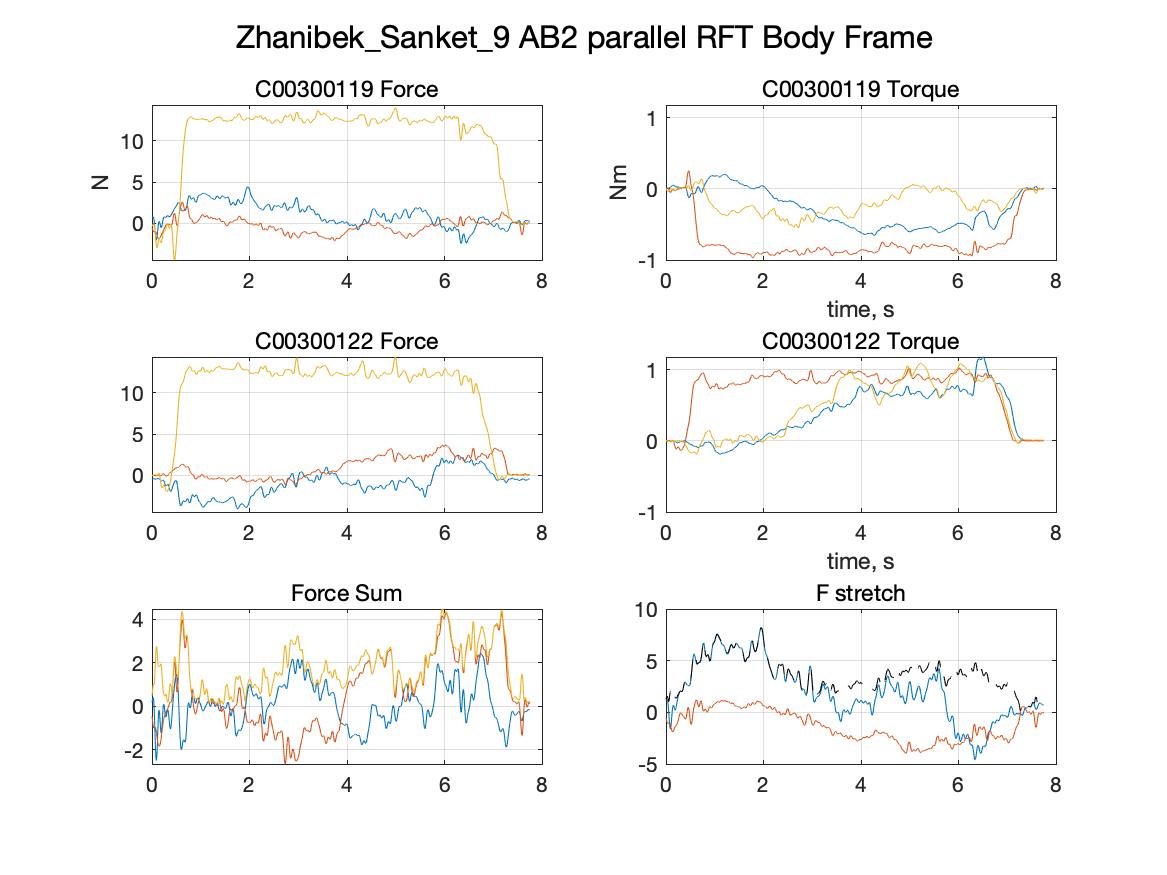 Zhanibek_Sanket_9 AB2 parallel RFT Body Frame
C00300119 Force
N
10
5
0
0 2 4 6 8
C00300119 Torque
Nm
1
0
-1
0 2 4 6 8
time, s
C00300122 Force
10
5
0
0 2 4 6 8
C00300122 Torque
1
0
-1
0 2 4 6 8
time, s
Force Sum
4
2
0
-2
0 2 4 6 8
F stretch
10
5
0
-5
0 2 4 6 8